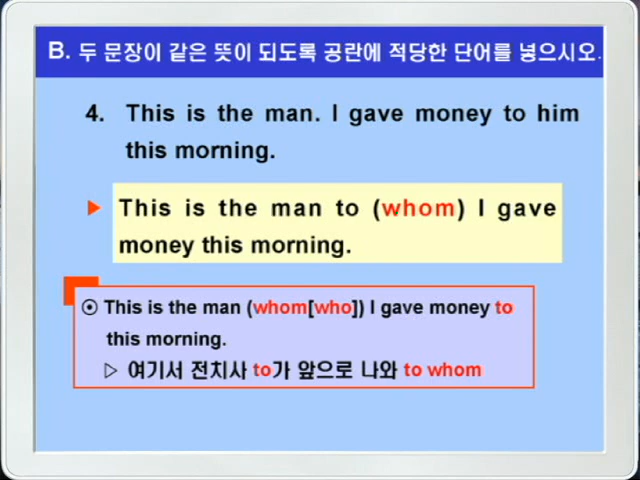 B. 두 문장이 같은 뜻이 되도록 공란에 적당한 단어를 넣으시오.
4. This is the man. I gave money to him
this morning.
▶ This is the man to (whom) I gave
money this morning.
⊙ This is the man (whom[who]) I gave money to
this morning.
▷ 여기서 전치사 to가 앞으로 나와 to whom